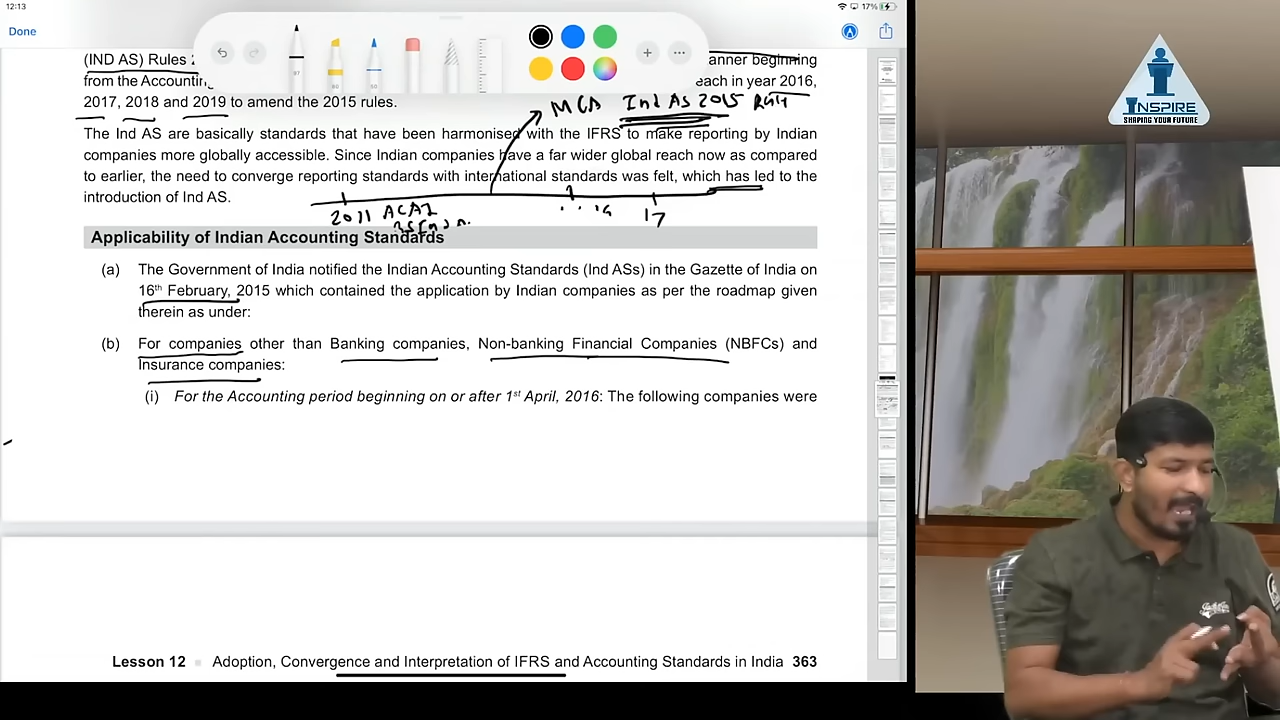 12:13
17%
Done
(IND AS) Rules
anner beginning
from the Accounting
each in year 2016,
2017, 2018 and 2019 to amend the 2015 rules.
MCA Ind As 2015 Rule
The Ind AS are basically standards that have been harmonised with the IFRS to make reporting by Indian
companies more globally accessible. Since Indian companies have a far wider global reach now as compared
to earlier, the need to converge reporting standards with international standards was felt, which has led to the
introduction of Ind AS.
2011
17
Applicability of Indian Accounting Standards
(a) The Government of India notified the Indian Accounting Standards (Ind ASs) in the Gazette of India on
16th Februry, 2015 which contained the application by Indian companies as per the roadmap given
therein as under:
(b) For companies other than Banking companies, Non-banking Financial Companies (NBFCs) and
Insurance companies.
(i) For the Accounting period beginning on or after 1st April, 2016: The following companies were
Lesson 12 Adoption, Convergence and Interpretation of IFRS and Accounting Standards in India 363
INSPIRE
SHAPING YOUR FUTURE